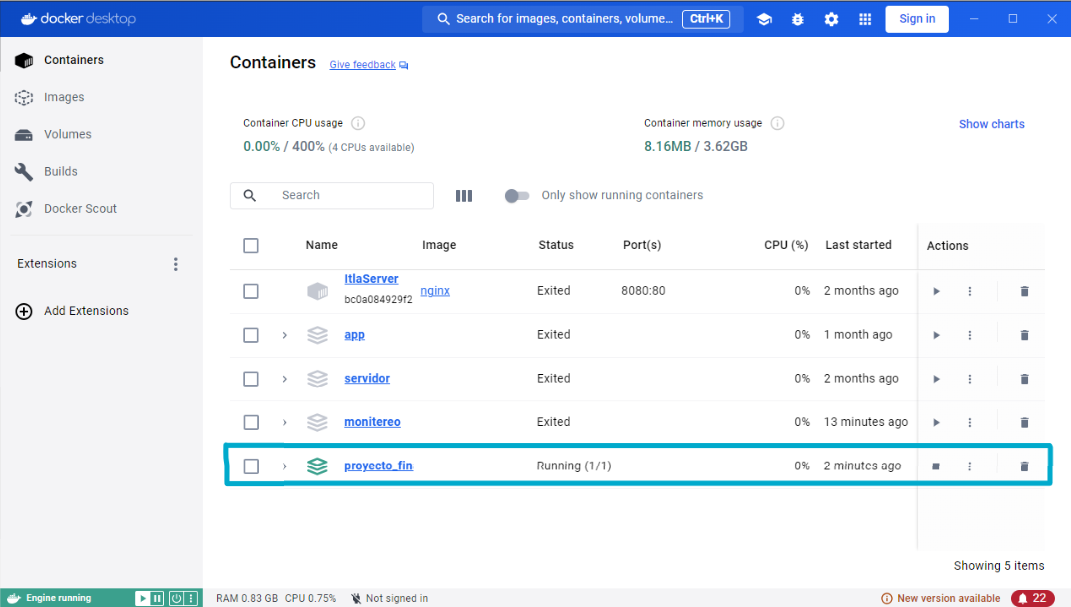 docker desktop
Search for images, containers, volume... Ctrl+K
Sign in
Containers
Images
Volumes
Builds
Docker Scout
Extensions
Add Extensions
Containers Give feedback
Container CPU usage
0.00% / 400% (4 CPUs available)
Container memory usage
8.16MB / 3.62GB
Show charts
Search
Only show running containers
Name Image Status Port(s) CPU (%) Last started Actions
ItlaServer
bc0a084929f2 nginx Exited 8080:80 0% 2 months ago
app Exited 0% 1 month ago
servidor Exited 0% 2 months ago
monitereo Exited 0% 13 minutes ago
proyecto_fin Running (1/1) 0% 2 minutes ago
Showing 5 items
Engine running
RAM 0.83 GB CPU 0.75% Not signed in
New version available 22